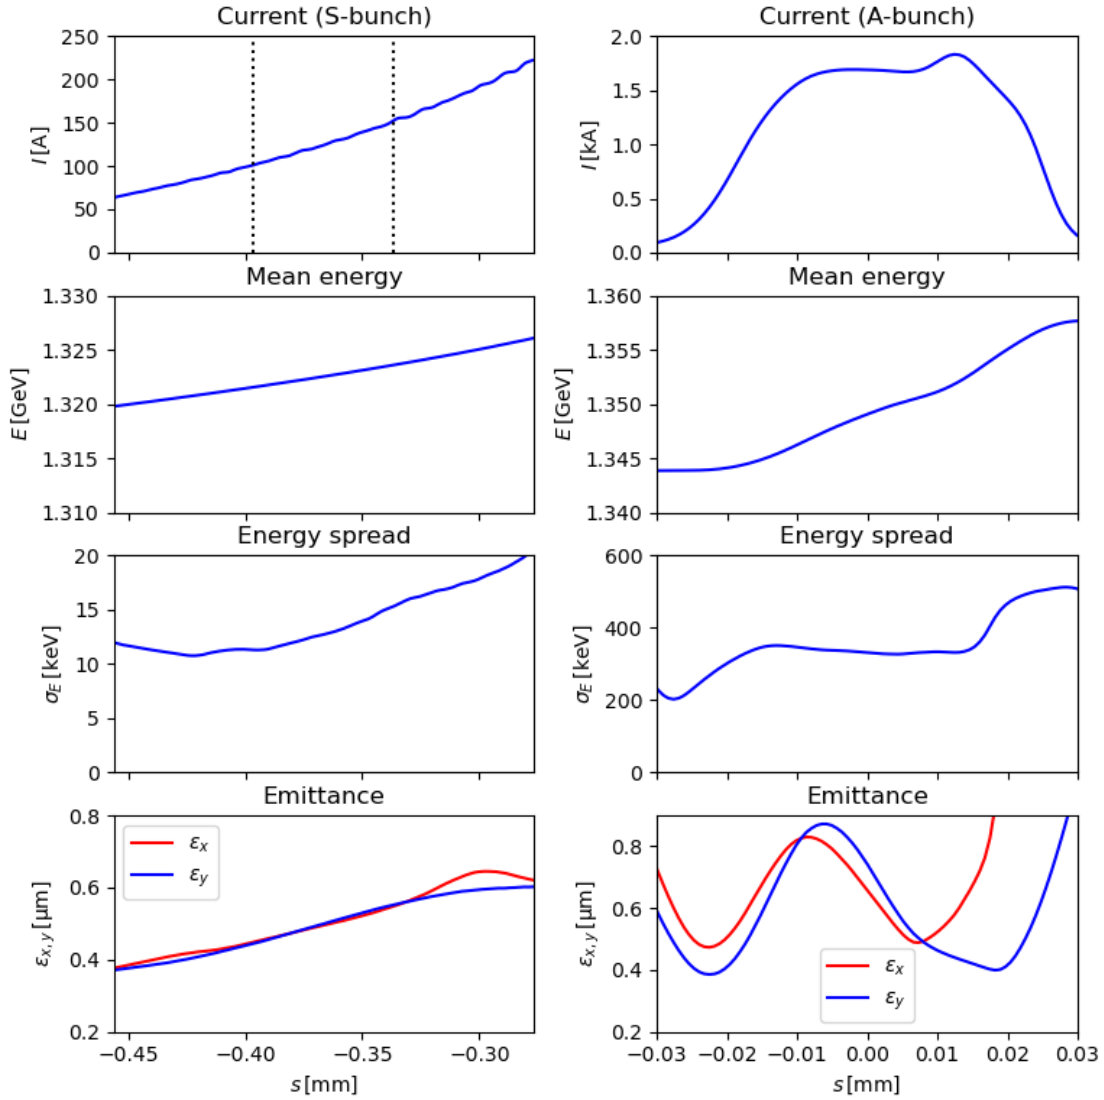 Current (S-bunch)
250
200
150
100
50
0
I [A]
Current (A-bunch)
2.0
1.5
1.0
0.5
0.0
I [kA]
Mean energy
1.330
1.325
1.320
1.315
1.310
E [GeV]
Mean energy
1.360
1.355
1.350
1.345
1.340
E [GeV]
Energy spread
20
15
10
5
0
σE [keV]
Energy spread
600
400
200
0
σE [keV]
Emittance
0.8
0.6
0.4
0.2
εx,y [µm]
εx
εy
−0.45 −0.40 −0.35 −0.30
s [mm]
Emittance
0.8
0.6
0.4
0.2
εx,y [µm]
εx
εy
−0.03 −0.02 −0.01 0.00 0.01 0.02 0.03
s [mm]